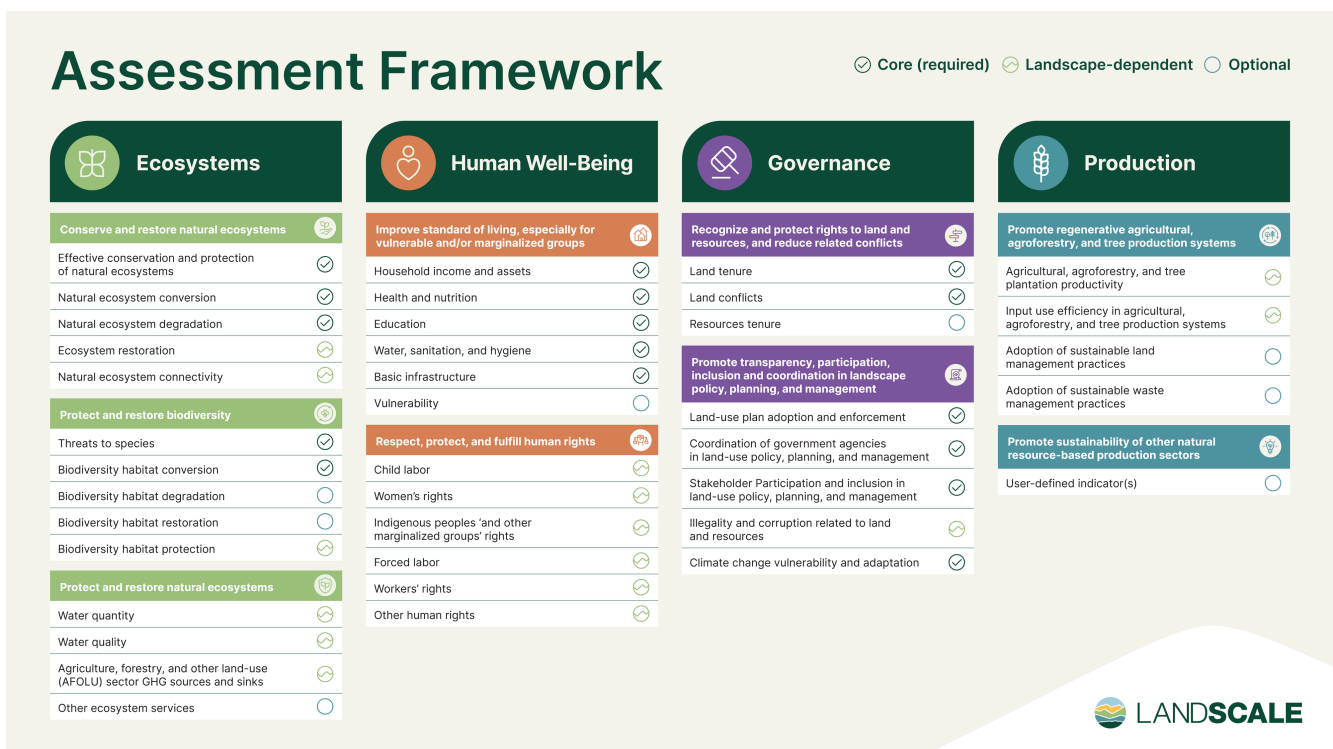 Assessment Framework
Core (required)
Landscape-dependent
Optional
Ecosystems
Conserve and restore natural ecosystems
Effective conservation and protection
of natural ecosystems
Natural ecosystem conversion
Natural ecosystem degradation
Ecosystem restoration
Natural ecosystem connectivity
Protect and restore biodiversity
Threats to species
Biodiversity habitat conversion
Biodiversity habitat degradation
Biodiversity habitat restoration
Biodiversity habitat protection
Protect and restore natural ecosystems
Water quantity
Water quality
Agriculture, forestry, and other land-use
(AFOLU) sector GHG sources and sinks
Other ecosystem services
Human Well-Being
Improve standard of living, especially for
vulnerable and/or marginalized groups
Household income and assets
Health and nutrition
Education
Water, sanitation, and hygiene
Basic infrastructure
Vulnerability
Respect, protect, and fulfill human rights
Child labor
Women's rights
Indigenous peoples 'and other
marginalized groups' rights
Forced labor
Workers' rights
Other human rights
Governance
Recognize and protect rights to land and
resources, and reduce related conflicts
Land tenure
Land conflicts
Resources tenure
Promote transparency, participation,
inclusion and coordination in landscape
policy, planning, and management
Land-use plan adoption and enforcement
Coordination of government agencies
in land-use policy, planning, and management
Stakeholder Participation and inclusion in
land-use policy, planning, and management
Illegality and corruption related to land
and resources
Climate change vulnerability and adaptation
Production
Promote regenerative agricultural,
agroforestry, and tree production systems
Agricultural, agroforestry, and tree
plantation productivity
Input use efficiency in agricultural,
agroforestry, and tree production systems
Adoption of sustainable land
management practices
Adoption of sustainable waste
management practices
Promote sustainability of other natural
resource-based production sectors
User-defined indicator(s)
LANDSCALE